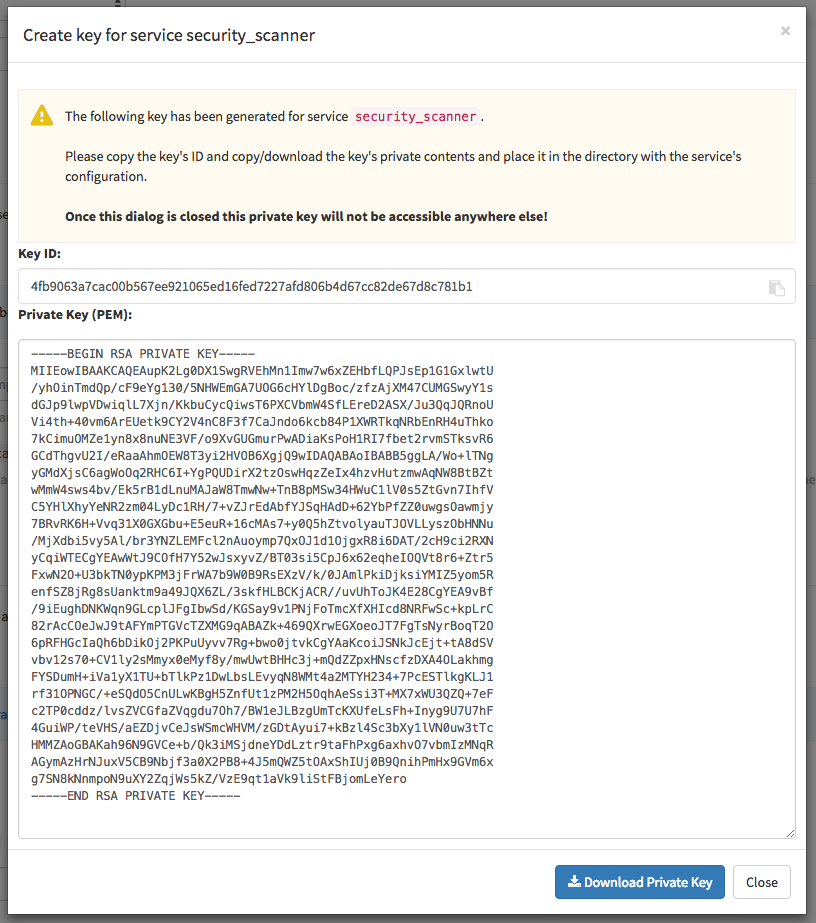 Create key for service security_scanner
×
The following key has been generated for service security_scanner .
Please copy the key's ID and copy/download the key's private contents and place it in the directory with the service's
configuration.
Once this dialog is closed this private key will not be accessible anywhere else!
Key ID:
4fb9063a7cac00b567ee921065ed16fed7227afd806b4d67cc82de67d8c781b1
Private Key (PEM):
-----BEGIN RSA PRIVATE KEY-----
MIIEowIBAAKCAQEAupK2Lg0DX1SwgRVEhMn1Imw7w6xZEHbfLQPJsEp1G1GxlwtU
/yhOinTmdQp/cF9eYg130/5NHWEmGA7UOG6cHYlDgBoc/zfzAjXM47CUMGSwyY1s
dGJp9lwpVDwiqlL7Xjn/KkbuCycQiwsT6PXCVbmW4SfLEreD2ASX/Ju3QqJQRnoU
Vi4th+40vm6ArEUetk9CY2V4nC8F3f7CaJndo6kcb84P1XWRTkqNRbEnRH4uThko
7kCimuOMZe1yn8x8nuNE3VF/o9XvGUGmurPwADiaKsPoH1RI7fbet2rvmSTksvR6
GCdThgvU2I/eRaaAhmOEW8T3yi2HVOB6XgjQ9wIDAQABAoIBABB5ggLA/Wo+lTNg
yGMdXjsC6agWoOq2RHC6I+YgPQUDirX2tzOswHqzZeIx4hzvHutzmwAqNW8BtBZt
wMmW4sws4bv/Ek5rB1dLnuMAJaW8TmwNw+TnB8pMSw34HWuC1lV0s5ZtGvn7IhfV
C5YHlXhyYeNR2zm04LyDc1RH/7+vZJrEdAbfYJSqHAdD+62YbPfZZ0uwgsOawmjy
7BRvRK6H+Vvq31X0GXGbu+E5euR+16cMAs7+y0Q5hZtvolyauTJOVLLyszObHNNu
/MjXdbi5vy5Al/br3YNZLEMFcl2nAuoymp7QxOJ1d1OjgxR8i6DAT/2cH9ci2RXN
yCqiWTECgYEAwWtJ9COfH7Y52wJsxyvZ/BT03si5CpJ6x62eqheIOQVt8r6+Ztr5
FxwN2O+U3bkTN0ypKPM3jFrWA7b9W0B9RsEXzV/k/0JAmlPkiDjksiYMIZ5yom5R
enfSZ8jRg8sUanktm9a49JQX6ZL/3skfHLBCKjACR//uvUhToJK4E28CgYEA9vBf
/9iEughDNKWqn9GLcplJFgIbwSd/KGSay9v1PNjFoTmcXfXHIcd8NRFwSc+kpLrC
82rAcCOeJwJ9tAFYmPTGVcTZXMG9qABAZk+469QXrwEGXoeoJT7FgTsNyrBoqT2O
6pRFHGcIaQh6bDikOj2PKPuUyvv7Rg+bwo0jtvkCgYAaKcoiJSNkJcEjt+tA8dSV
vbv12s70+CV1ly2sMmyx0eMyf8y/mwUwtBHHc3j+mQdZZpxHNscfzDXA4OLakhmg
FYSDumH+iVa1yX1TU+bTlkPz1DwLbsLEvyqN8WMt4a2MTYH234+7PcESTlkgKLJ1
rf31OPNGC/+eSQdO5CnULwKBgH5ZnfUt1zPM2H5OqhAeSsi3T+MX7xWU3QZQ+7eF
c2TP0cddz/lvsZVCGfaZVqgdu7Oh7/BW1eJLBzgUmTcKXUfeLsFh+Inyg9U7U7hF
4GuiWP/teVHS/aEZDjvCeJsWSmcWHVM/zGDtAyui7+kBzl4Sc3bXy1lVN0uw3tTc
HMMZAoGBAKah96N9GVCe+b/Qk3iMSjdneYDdLztr9taFhPxg6axhvO7vbmIzMNqR
AGymAzHrNJuxV5CB9Nbjf3a0X2PB8+4J5mQWZ5tOAxShIUj0B9QnihPmHx9GVm6x
g7SN8kNnmpoN9uXY2ZqjWs5kZ/VzE9qt1aVk9liStFBjomLeYero
-----END RSA PRIVATE KEY-----
Download Private Key
Close